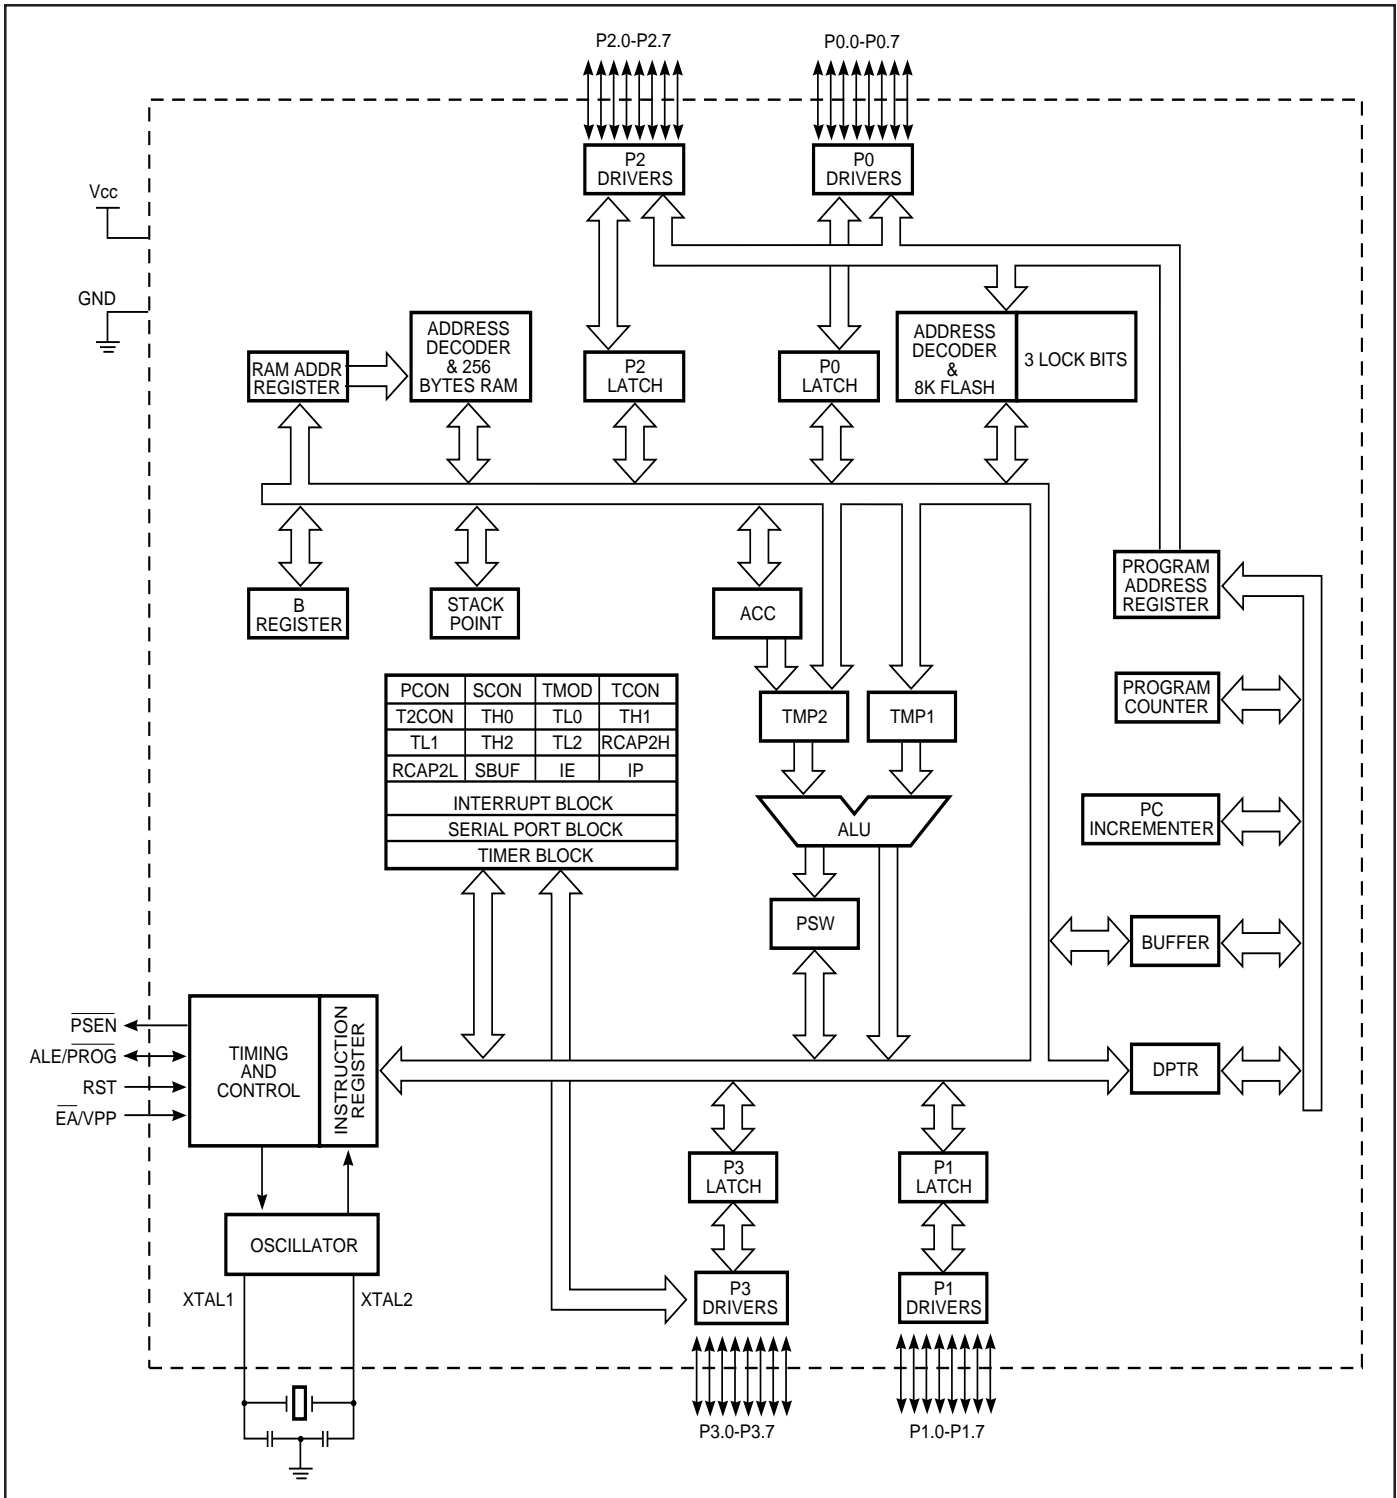 P2.0-P2.7
P0.0-P0.7
P2
DRIVERS
P0
DRIVERS
Vcc
GND
RAM ADDR
REGISTER
ADDRESS
DECODER
& 256
BYTES RAM
P2
LATCH
P0
LATCH
ADDRESS
DECODER
&
8K FLASH
3 LOCK BITS
B
REGISTER
STACK
POINT
ACC
PROGRAM
ADDRESS
REGISTER
PCON SCON TMOD TCON
T2CON TH0 TL0 TH1
TL1 TH2 TL2 RCAP2H
RCAP2L SBUF IE IP
INTERRUPT BLOCK
SERIAL PORT BLOCK
TIMER BLOCK
TMP2
TMP1
PROGRAM
COUNTER
ALU
PC
INCREMENTER
PSW
BUFFER
PSEN
ALE/PROG
RST
EA/VPP
TIMING
AND
CONTROL
INSTRUCTION
REGISTER
DPTR
P3
LATCH
P1
LATCH
OSCILLATOR
XTAL1
XTAL2
P3
DRIVERS
P1
DRIVERS
P3.0-P3.7
P1.0-P1.7